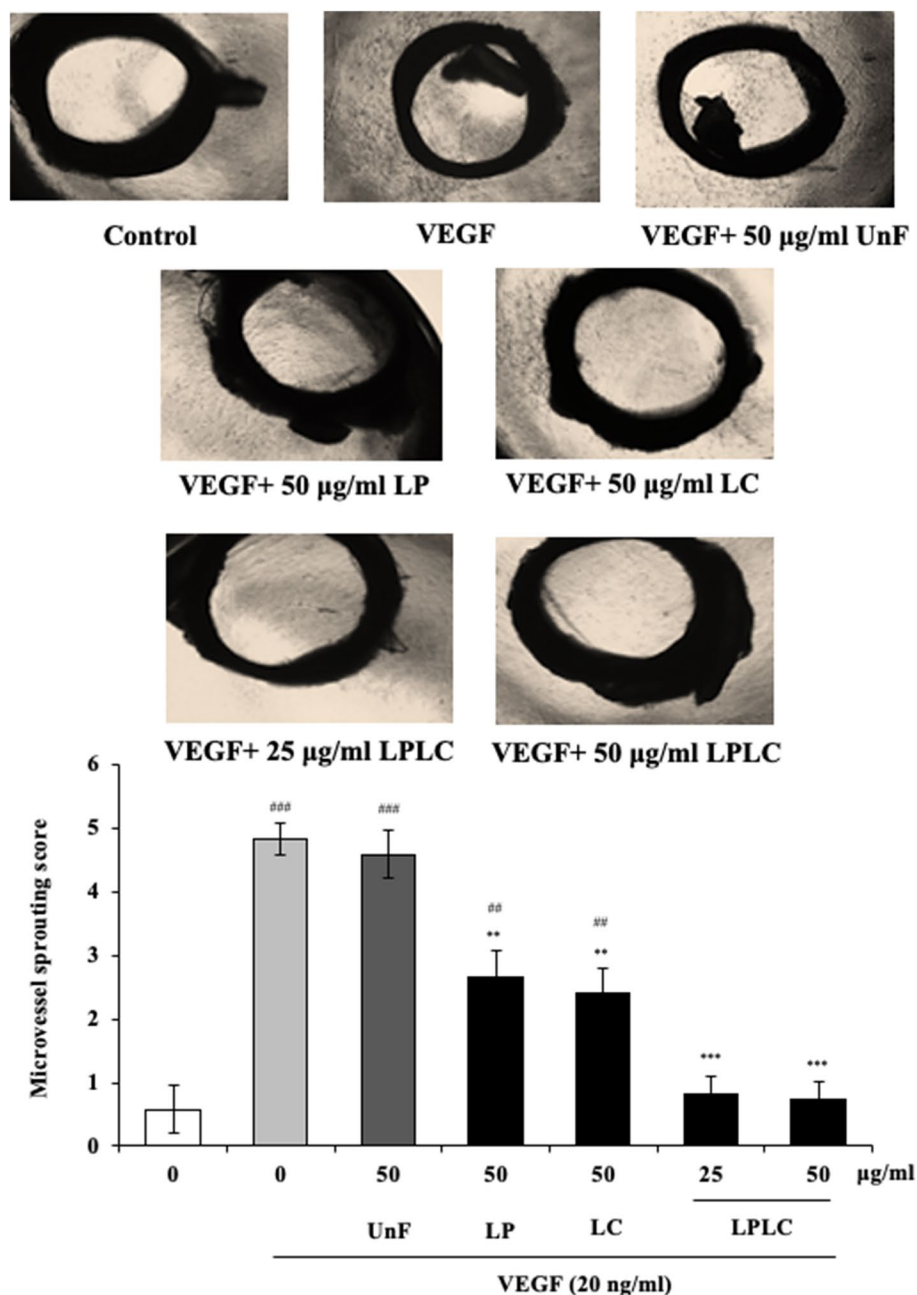 Control
VEGF
VEGF+ 50 µg/ml UnF
VEGF+ 50 µg/ml LP
VEGF+ 50 µg/ml LC
VEGF+ 25 µg/ml LPLC
VEGF+ 50 µg/ml LPLC
Microvessel sprouting score
6
5
4
3
2
1
0
###
###
##
**
##
**
***
***
0 0 50 50 50 25 50 µg/ml
UnF LP LC LPLC
VEGF (20 ng/ml)